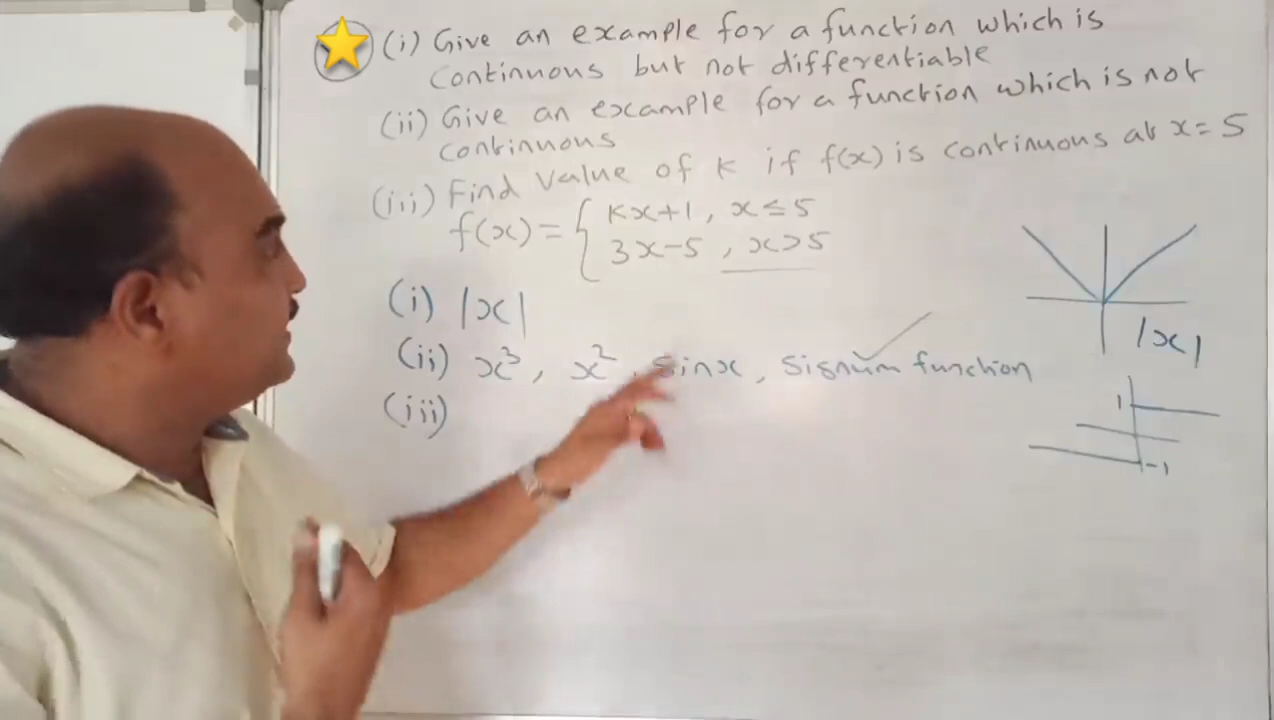 (i) Give an example for a function which is
continuous but not differentiable
(ii) Give an example for a function which is not
continuous
(iii) Find value of K if f(x) is continuous at x = 5
f(x) = { Kx+1, x ≤ 5
3x-5, x>5
(i) |x|
|x|
(ii) x³, x², sinx, signum function
1
(iii)
-1